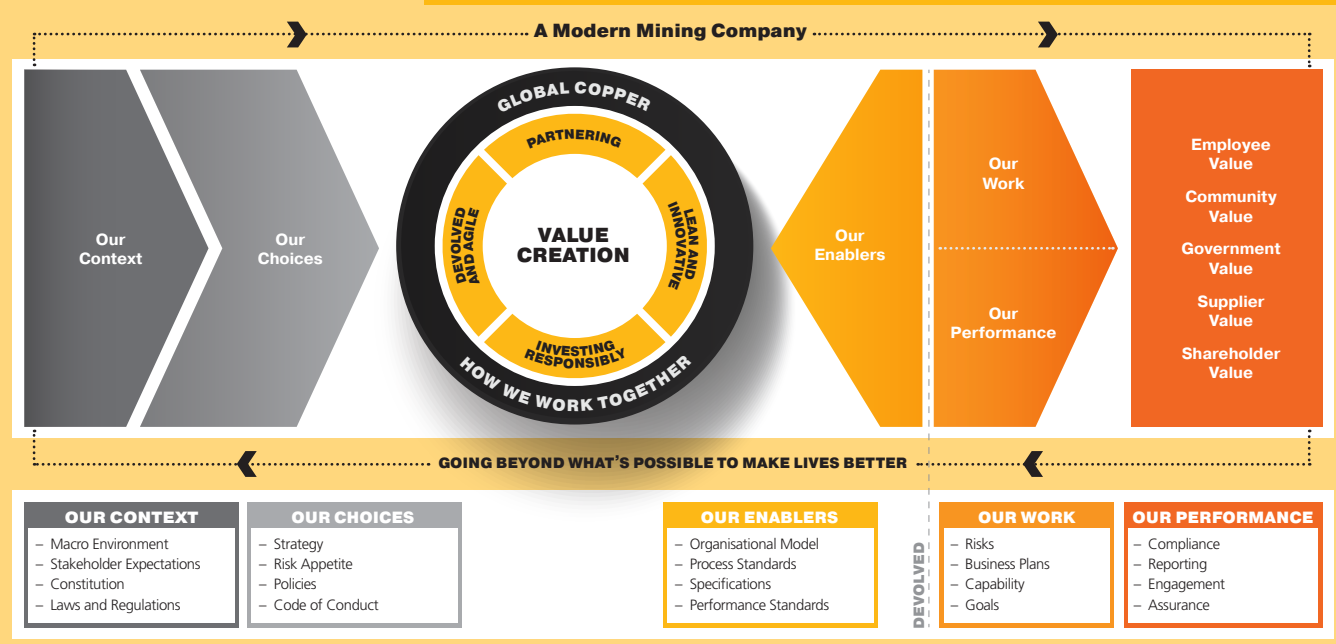 A Modern Mining Company
Our
Context
Our
Choices
GLOBAL COPPER
PARTNERING
DEVOLVED
AND AGILE
VALUE
CREATION
LEAN AND
INNOVATIVE
INVESTING
RESPONSIBLY
HOW WE WORK TOGETHER
Our
Enablers
Our
Work
Our
Performance
Employee
Value
Community
Value
Government
Value
Supplier
Value
Shareholder
Value
GOING BEYOND WHAT'S POSSIBLE TO MAKE LIVES BETTER
OUR CONTEXT
– Macro Environment
– Stakeholder Expectations
– Constitution
– Laws and Regulations
OUR CHOICES
– Strategy
– Risk Appetite
– Policies
– Code of Conduct
OUR ENABLERS
– Organisational Model
– Process Standards
– Specifications
– Performance Standards
DEVOLVED
OUR WORK
– Risks
– Business Plans
– Capability
– Goals
OUR PERFORMANCE
– Compliance
– Reporting
– Engagement
– Assurance